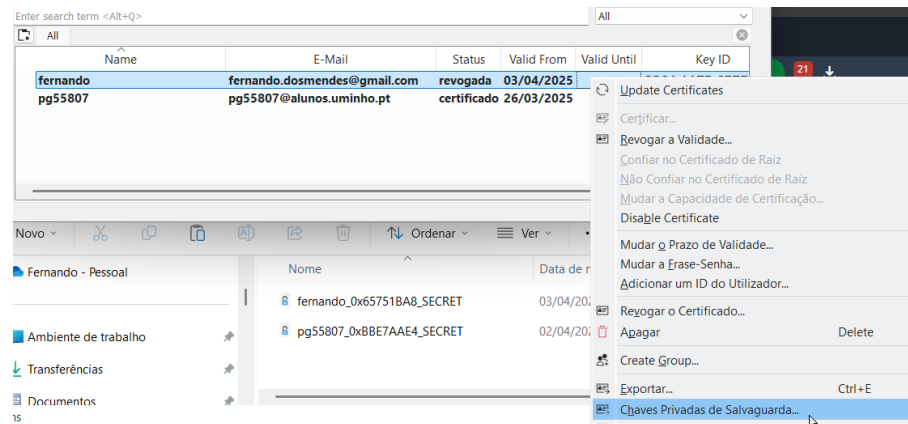 Enter search term <Alt+Q>
All
All
Name E-Mail Status Valid From Valid Until Key ID
fernando fernando.dosmendes@gmail.com revogada 03/04/2025
pg55807 pg55807@alunos.uminho.pt certificado 26/03/2025
21
Update Certificates
Certificar...
Revogar a Validade...
Confiar no Certificado de Raiz
Não Confiar no Certificado de Raiz
Mudar a Capacidade de Certificação...
Disable Certificate
Mudar o Prazo de Validade...
Mudar a Frase-Senha...
Adicionar um ID do Utilizador...
Revogar o Certificado...
Apagar Delete
Create Group...
Exportar... Ctrl+E
Chaves Privadas de Salvaguarda...
Novo Ordenar Ver
Fernando - Pessoal
Ambiente de trabalho
Transferências
Documentos
Nome Data de
fernando_0x65751BA8_SECRET 03/04/202
pg55807_0xBBE7AAE4_SECRET 02/04/202